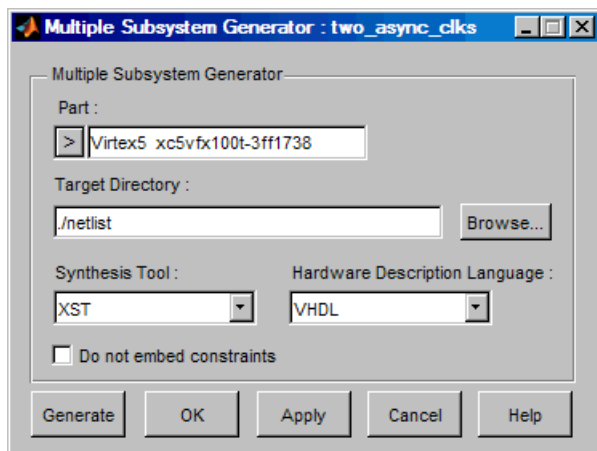 Multiple Subsystem Generator : two_async_clks
Multiple Subsystem Generator
Part :
> Virtex5 xc5vfx100t-3ff1738
Target Directory :
./netlist Browse...
Synthesis Tool : Hardware Description Language :
XST VHDL
Do not embed constraints
Generate OK Apply Cancel Help